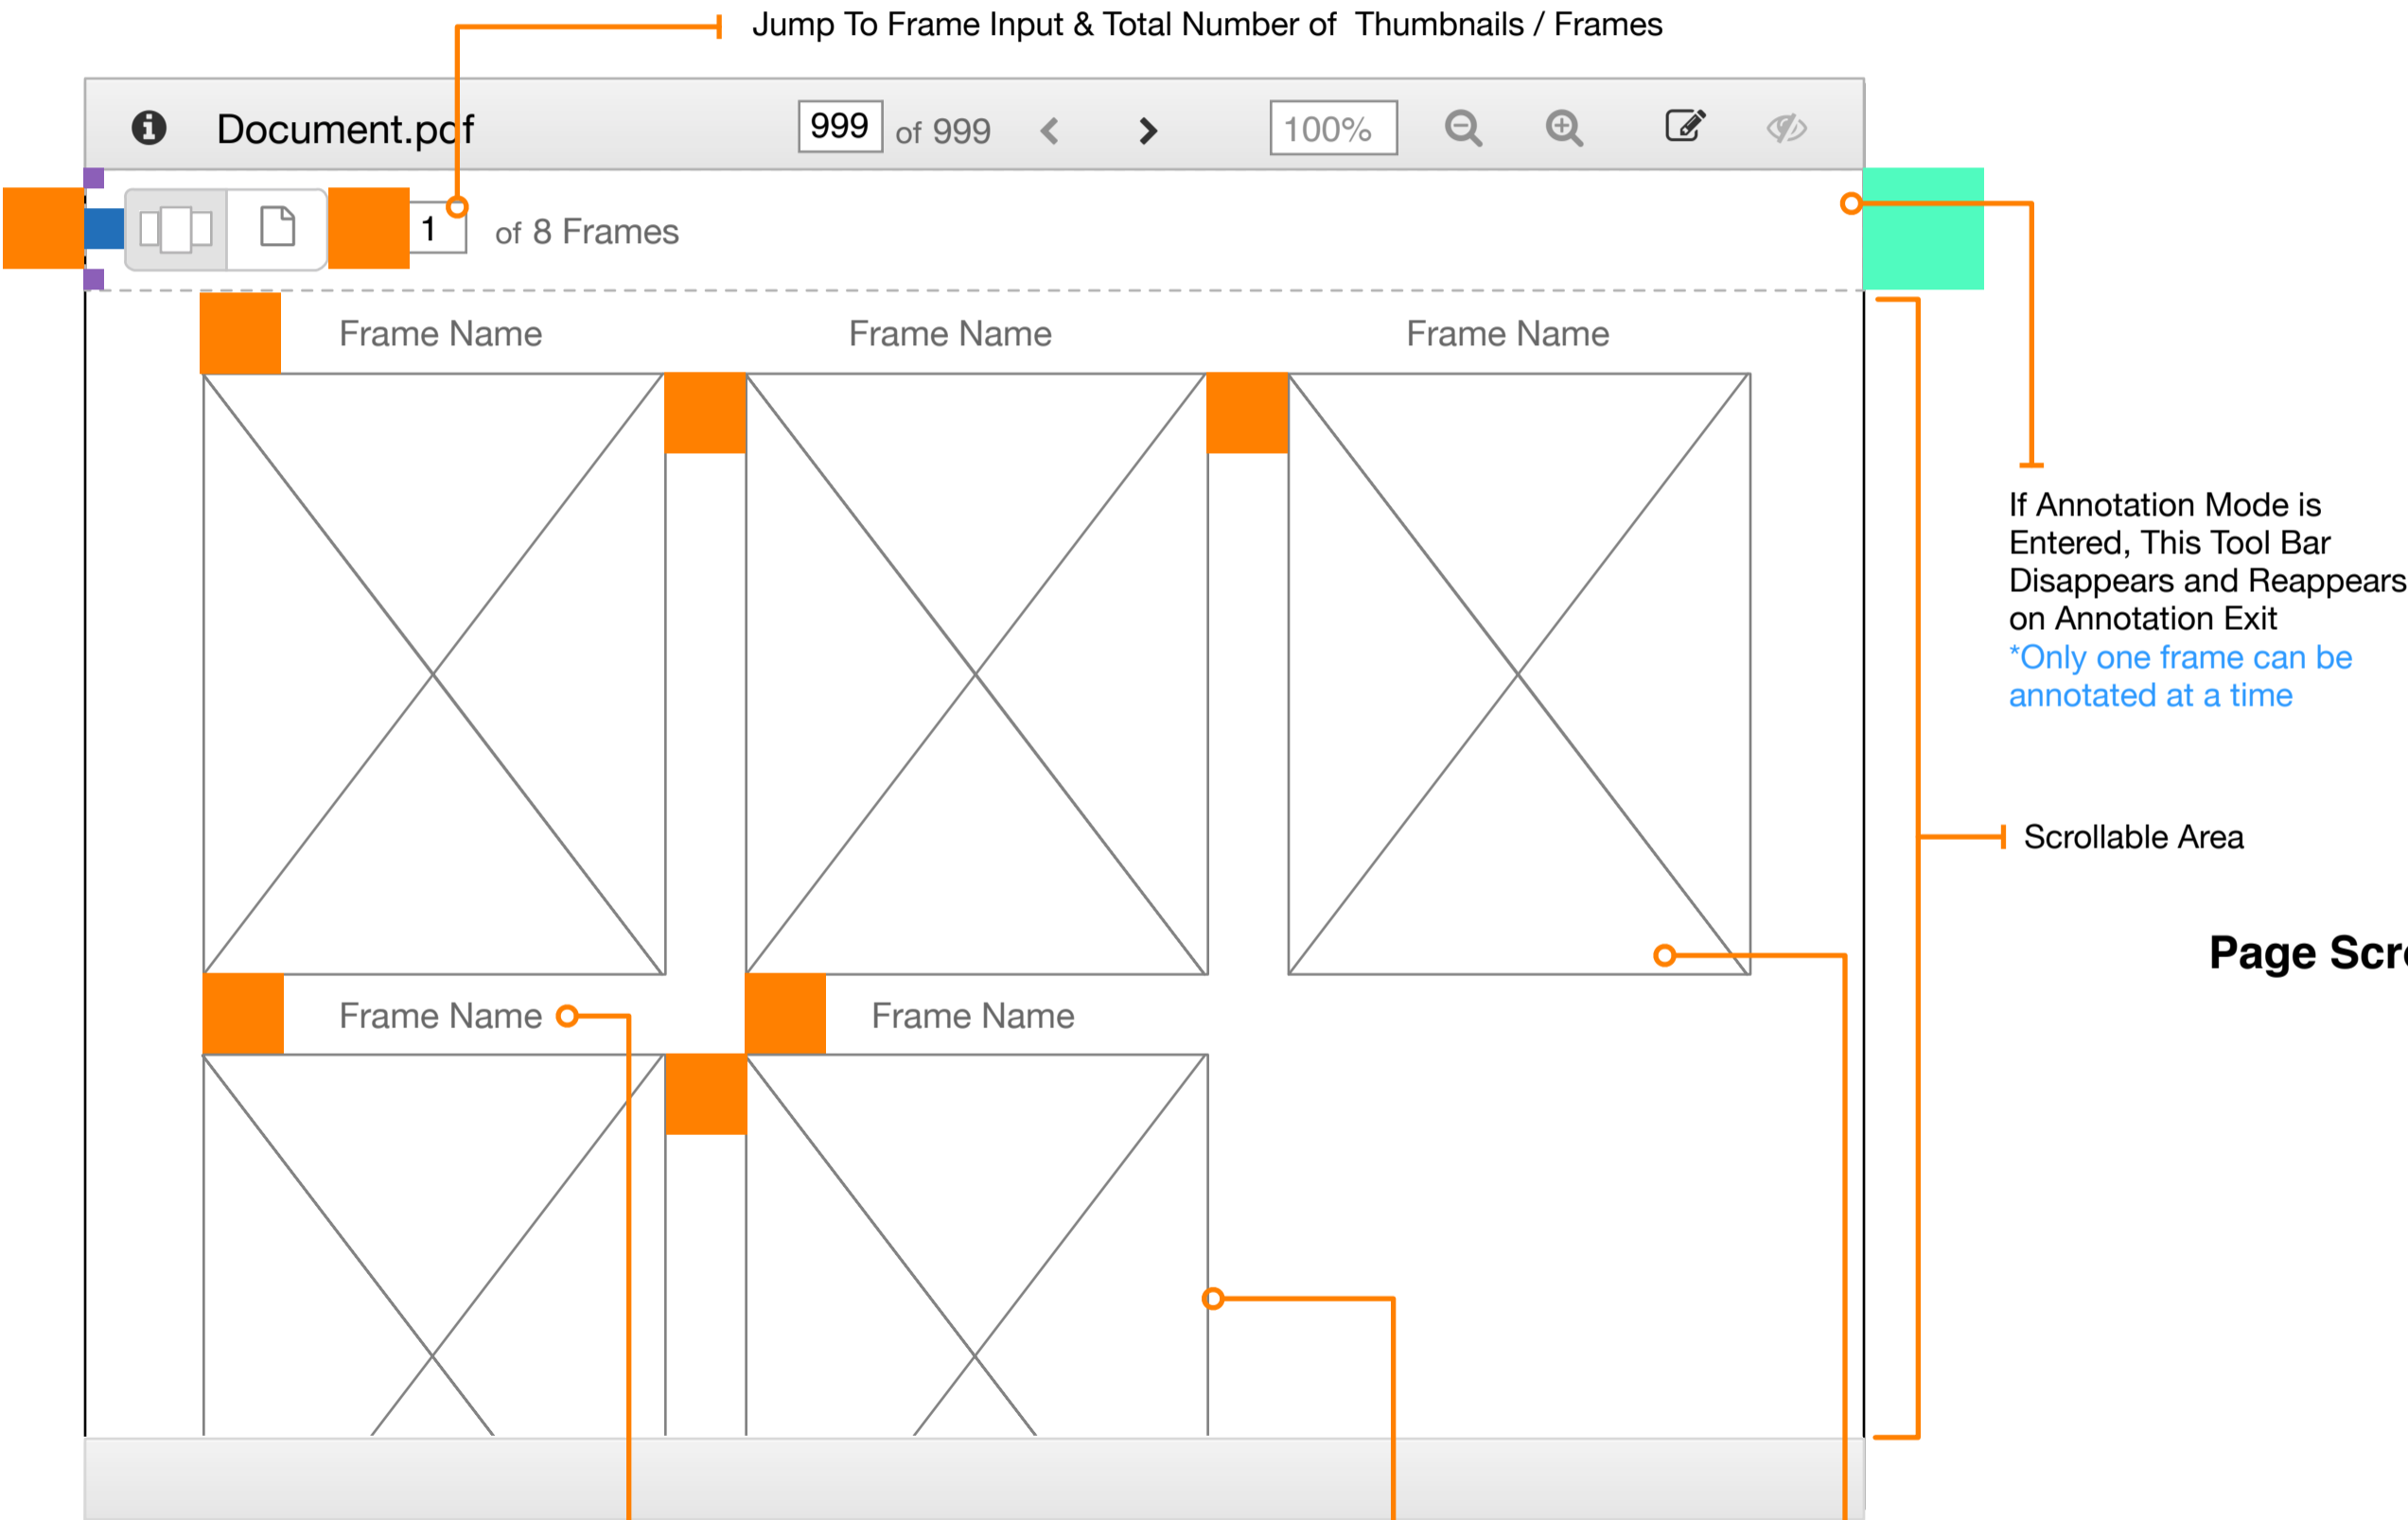 Jump To Frame Input & Total Number of Thumbnails / Frames
Document.pdf 999 of 999 100%
1 of 8 Frames
Frame Name Frame Name Frame Name
If Annotation Mode is
Entered, This Tool Bar
Disappears and Reappears
on Annotation Exit
*Only one frame can be
annotated at a time
Scrollable Area
Page
Frame Name Frame Name